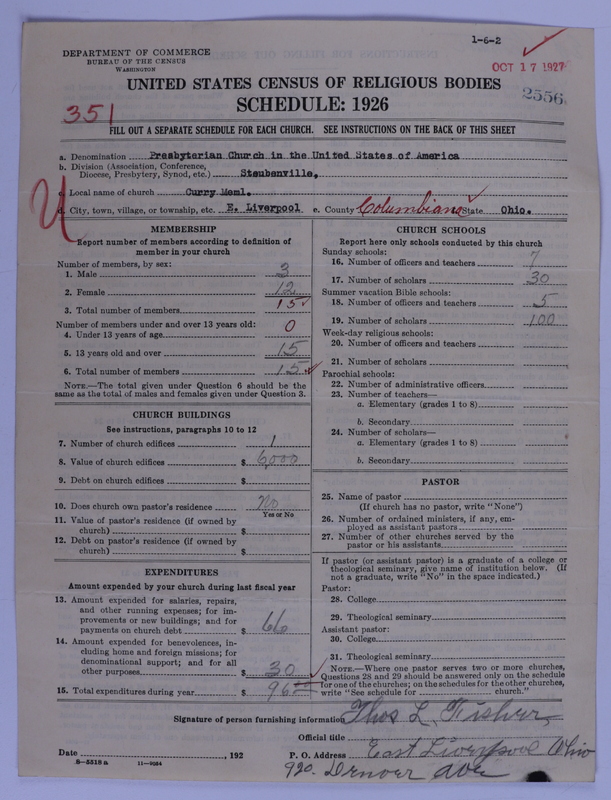 1-6-2
DEPARTMENT OF COMMERCE
BUREAU OF THE CENSUS
WASHINGTON
OCT 17 1927
UNITED STATES CENSUS OF RELIGIOUS BODIES
2556
SCHEDULE: 1926
351
FILL OUT A SEPARATE SCHEDULE FOR EACH CHURCH. SEE INSTRUCTIONS ON THE BACK OF THIS SHEET
a. Denomination Presbyterian Church in the United States of America
b. Division (Association, Conference, Diocese, Presbytery, Synod, etc.) Steubenville,
c. Local name of church Curry Meml.
d. City, town, village, or township, etc. E. Liverpool e. County Columbiana State Ohio.
U
MEMBERSHIP
Report number of members according to definition of
member in your church
Number of members, by sex:
1. Male 3
2. Female 12
3. Total number of members 15
Number of members under and over 13 years old:
4. Under 13 years of age 0
5. 13 years old and over 15
6. Total number of members 15
NOTE.—The total given under Question 6 should be the
same as the total of males and females given under Question 3.
CHURCH BUILDINGS
See instructions, paragraphs 10 to 12
7. Number of church edifices 1
8. Value of church edifices $ 6,000
9. Debt on church edifices $
10. Does church own pastor's residence No
Yes or No
11. Value of pastor's residence (if owned by
church) $
12. Debt on pastor's residence (if owned by
church) $
EXPENDITURES
Amount expended by your church during last fiscal year
13. Amount expended for salaries, repairs,
and other running expenses; for im-
provements or new buildings; and for
payments on church debt $ 66
14. Amount expended for benevolences, in-
cluding home and foreign missions; for
denominational support; and for all
other purposes $ 30
15. Total expenditures during year $ 96
CHURCH SCHOOLS
Report here only schools conducted by this church
Sunday schools:
16. Number of officers and teachers 7
17. Number of scholars 30
Summer vacation Bible schools:
18. Number of officers and teachers 5
19. Number of scholars 100
Week-day religious schools:
20. Number of officers and teachers
21. Number of scholars
Parochial schools:
22. Number of administrative officers
23. Number of teachers—
a. Elementary (grades 1 to 8)
b. Secondary
24. Number of scholars—
a. Elementary (grades 1 to 8)
b. Secondary
PASTOR
25. Name of pastor
(If church has no pastor, write "None")
26. Number of ordained ministers, if any, em-
ployed as assistant pastors
27. Number of other churches served by the
pastor or his assistants
If pastor (or assistant pastor) is a graduate of a college or
theological seminary, give name of institution below. (If
not a graduate, write "No" in the space indicated.)
Pastor:
28. College
29. Theological seminary
Assistant pastor:
30. College
31. Theological seminary
NOTE.—Where one pastor serves two or more churches,
Questions 28 and 29 should be answered only on the schedule
for one of the churches; on the schedules for the other churches,
write "See schedule for church."
Signature of person furnishing information Thos L. Fisher
Official title
Date , 192 P. O. Address East Liverpool Ohio
8-5518 a 11-9054 920. Denver Ave